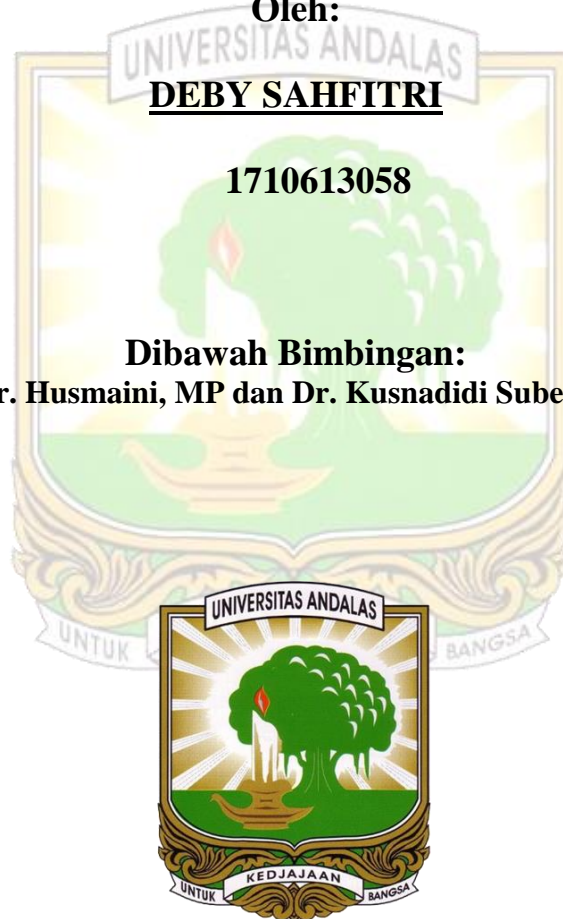 Oleh:
UNIVERSITAS ANDALAS
DEBY SAHFITRI
1710613058
Dibawah Bimbingan:
r. Husmaini, MP dan Dr. Kusnadidi Sube
UNTUK BANGSA
UNIVERSITAS ANDALAS
UNTUK KEDJAJAAN BANGSA